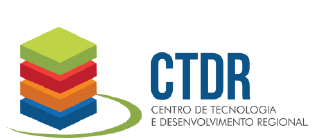 CTDR
CENTRO DE TECNOLOGIA
E DESENVOLVIMENTO REGIONAL